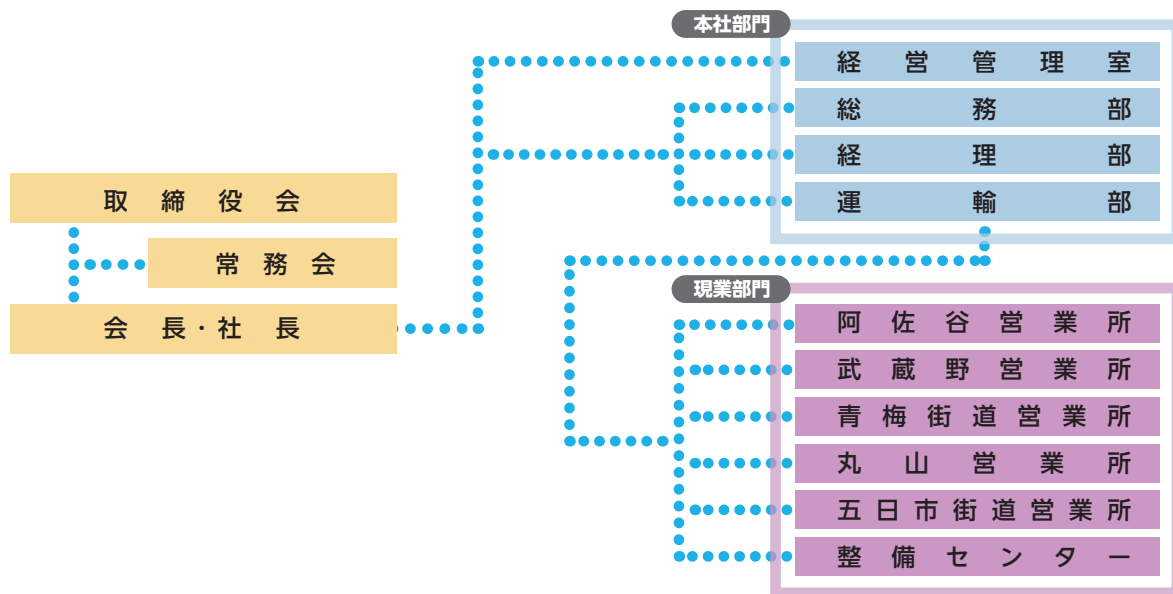 取締役会
常務会
会長・社長
本社部門
経営管理室
総務部
経理部
運輸部
現業部門
阿佐谷営業所
武蔵野営業所
青梅街道営業所
丸山営業所
五日市街道営業所
整備センター